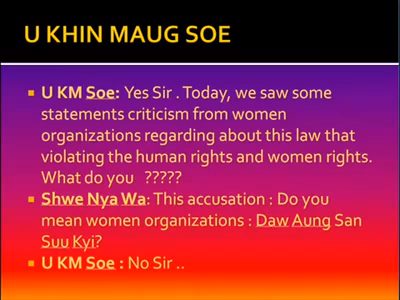 U KHIN MAUG SOE
U KM Soe: Yes Sir . Today, we saw some
statements criticism from women
organizations regarding about this law that
violating the human rights and women rights.
What do you ?????
Shwe Nya Wa: This accusation : Do you
mean women organizations : Daw Aung San
Suu Kyi?
U KM Soe : No Sir ..